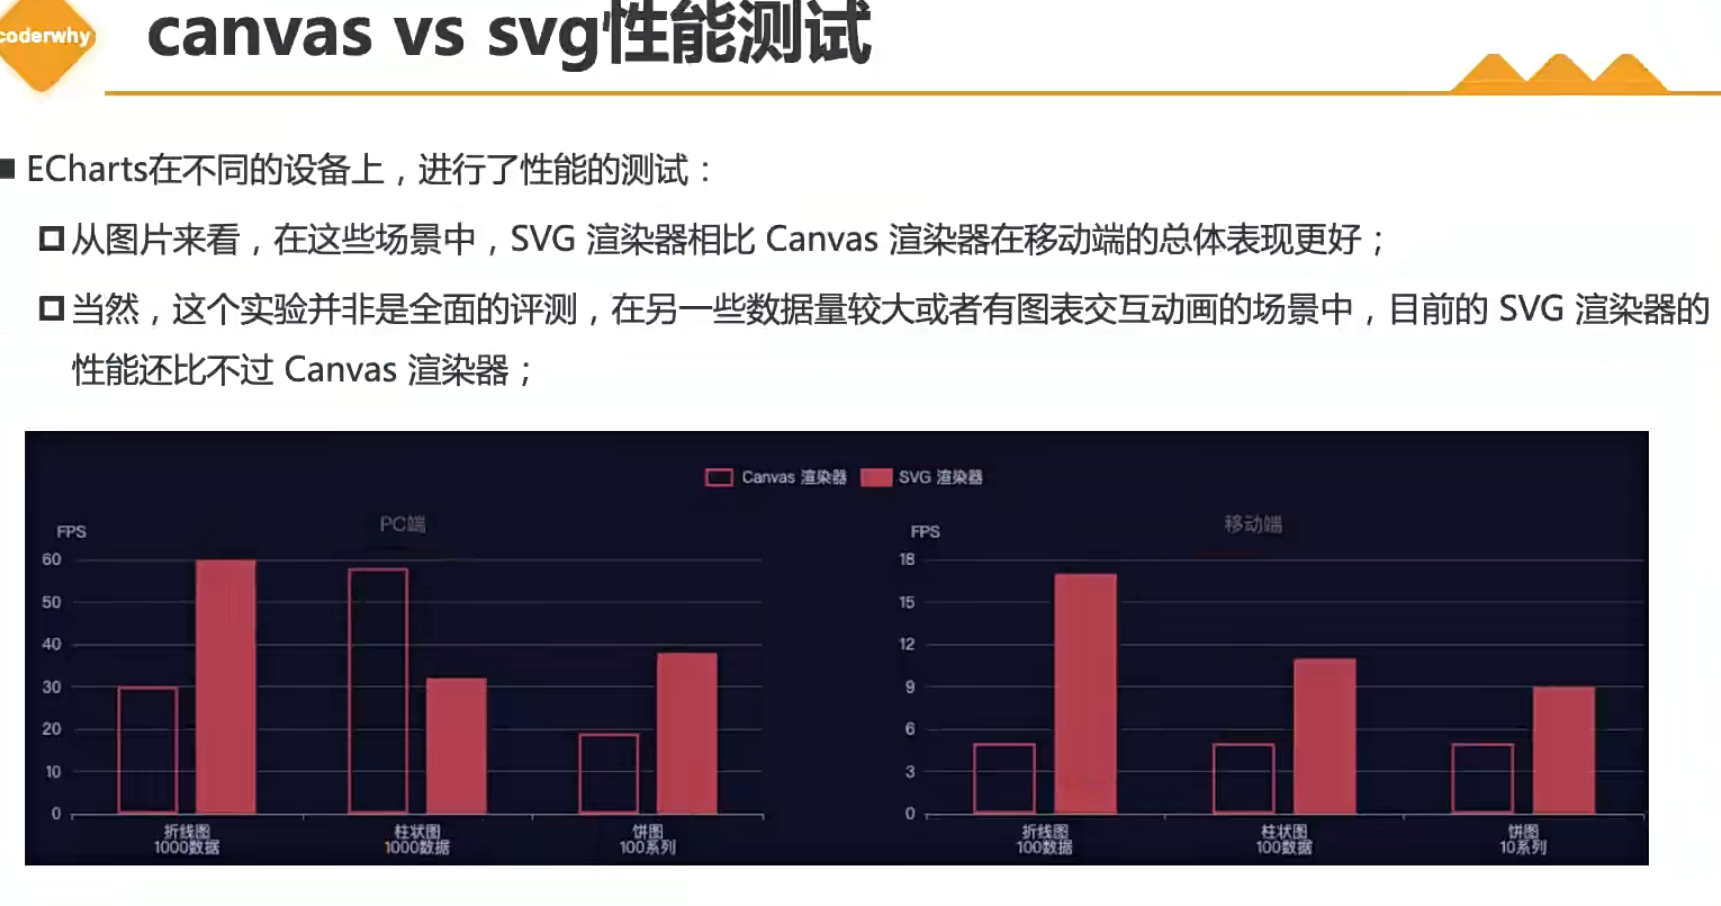 coderwhy
canvas vs svg性能测试
ECharts在不同的设备上，进行了性能的测试：
从图片来看，在这些场景中，SVG 渲染器相比 Canvas 渲染器在移动端的总体表现更好；
当然，这个实验并非是全面的评测，在另一些数据量较大或者有图表交互动画的场景中，目前的 SVG 渲染器的
性能还比不过 Canvas 渲染器；
Canvas 渲染器 SVG 渲染器
PC端
FPS
60
50
40
30
20
10
0
折线图
1000数据
柱状图
1000数据
饼图
100系列
移动端
FPS
18
15
12
9
6
3
0
折线图
100数据
柱状图
100数据
饼图
10系列